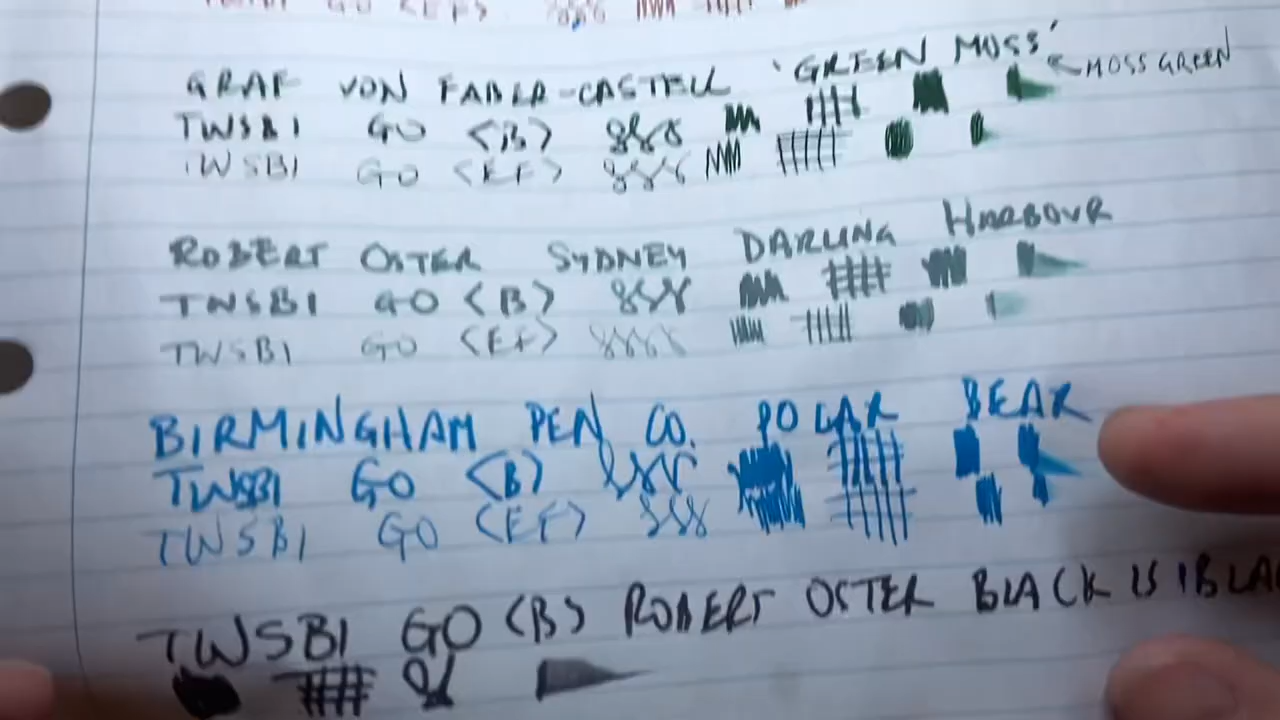 GO <EF>
GRAF VON FABER-CASTELL 'GREEN MOSS' MOSS GREEN
TWSBI GO <B>
TWSBI GO <EF>
ROBERT OSTER SYDNEY DARLING HARBOUR
TWSBI GO <B>
TWSBI GO <EF>
BIRMINGHAM PEN CO. POLAR BEAR
TWSBI GO <B>
TWSBI GO <EF>
TWSBI GO <B> ROBERT OSTER BLACK IS